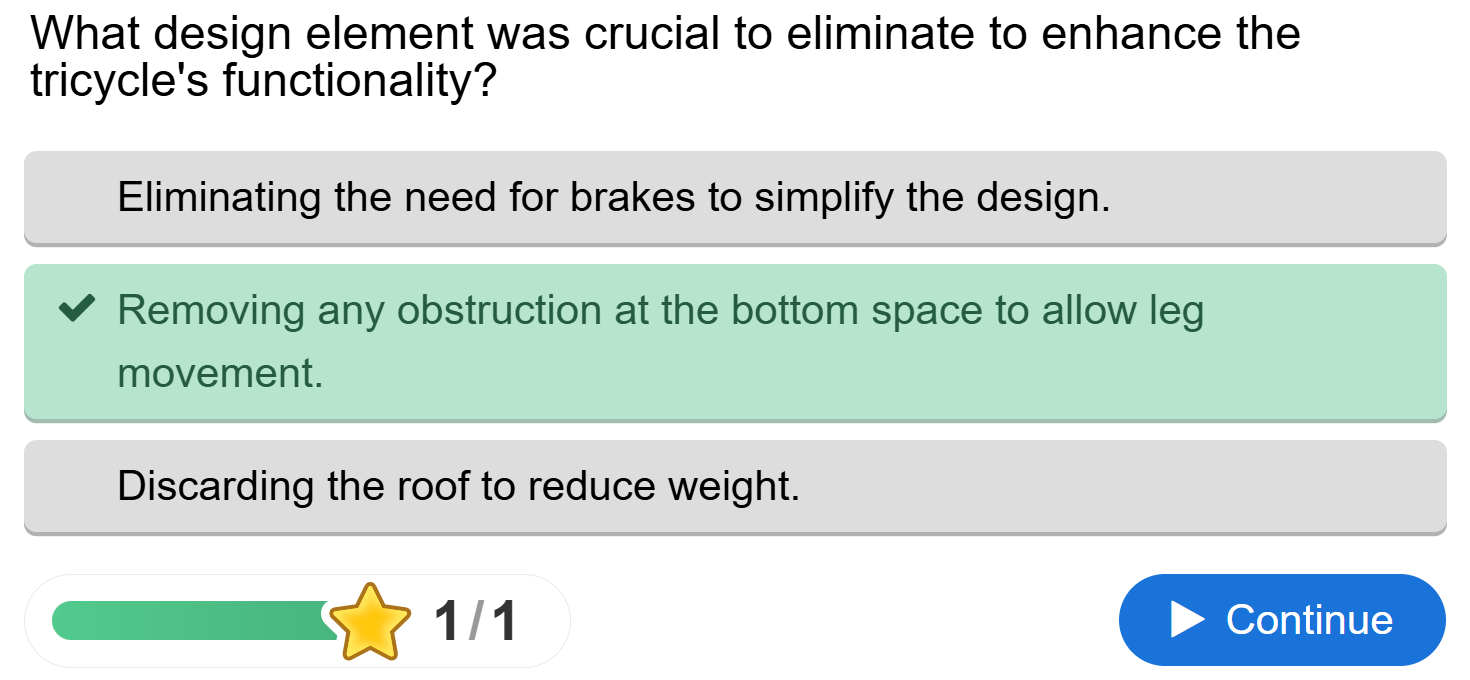 What design element was crucial to eliminate to enhance the
tricycle's functionality?
Eliminating the need for brakes to simplify the design.
Removing any obstruction at the bottom space to allow leg
movement.
Discarding the roof to reduce weight.
1/1
Continue